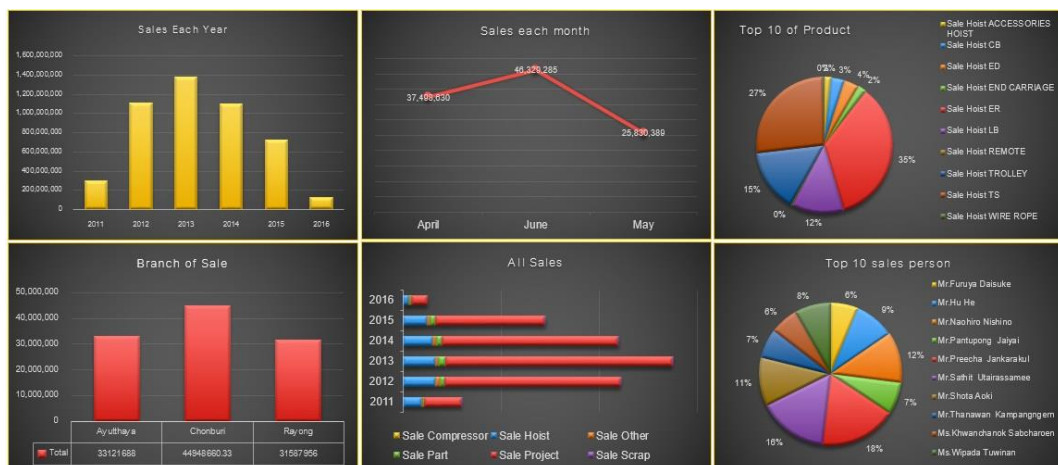 Sales Each Year
1,600,000,000
1,400,000,000
1,200,000,000
1,000,000,000
800,000,000
600,000,000
400,000,000
200,000,000
0
2011 2012 2013 2014 2015 2016
Sales each month
37,498,630
46,329,285
25,830,389
April June May
Top 10 of Product
0% 2% 3% 4% 2%
27%
35%
15%
0% 12%
Sale Hoist ACCESSORIES
HOIST
Sale Hoist CB
Sale Hoist ED
Sale Hoist END CARRIAGE
Sale Hoist ER
Sale Hoist LB
Sale Hoist REMOTE
Sale Hoist TROLLEY
Sale Hoist TS
Sale Hoist WIRE ROPE
Branch of Sale
50,000,000
40,000,000
30,000,000
20,000,000
10,000,000
0
Ayutthaya Chonburi Rayong
Total 33121688 44948660.33 31587956
All Sales
2016
2015
2014
2013
2012
2011
Sale Compressor Sale Hoist Sale Other
Sale Part Sale Project Sale Scrap
Top 10 sales person
8% 6%
6% 9%
7% 12%
11% 7%
16% 18%
Mr.Furuya Daisuke
Mr.Hu He
Mr.Naohiro Nishino
Mr.Pantupong Jaiyai
Mr.Preecha Jankarakul
Mr.Sathit Utairassamee
Mr.Shota Aoki
Mr.Thanawan Kampangngern
Ms.Khwanchanok Sabcharoen
Ms.Wipada Tuwinan